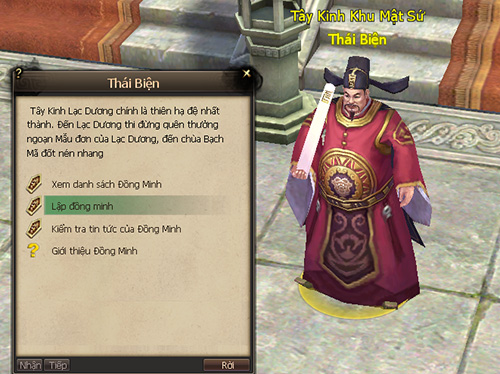 Tây Kinh Khu Mật Sứ
Thái Biện
?
Thái Biện
Tây Kinh Lạc Dương chính là thiên hạ đệ nhất
thành. Đến Lạc Dương thì đừng quên thưởng
ngoạn Mẫu đơn của Lạc Dương, đến chùa Bạch
Mã đốt nén nhang
Xem danh sách Đồng Minh
Lập đồng minh
Kiểm tra tin tức của Đồng Minh
? Giới thiệu Đồng Minh
Nhận Tiếp Rời